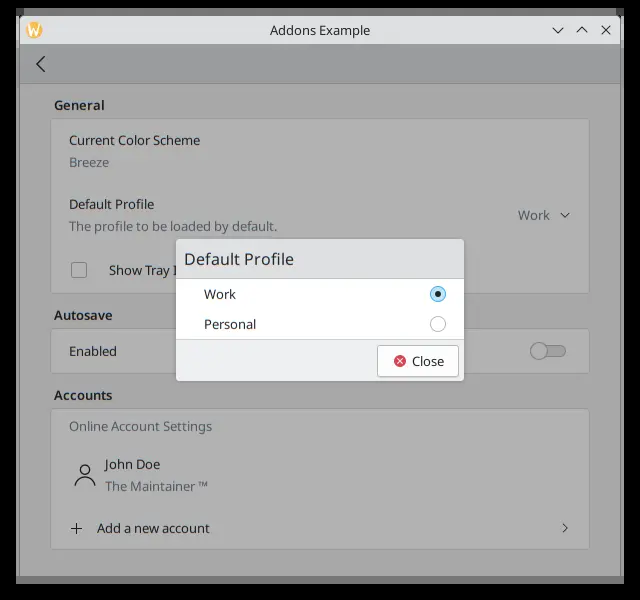 Addons Example
General
Current Color Scheme
Breeze
Default Profile
The profile to be loaded by default.
Work
Show Tray
Default Profile
Work
Personal
Close
Autosave
Enabled
Accounts
Online Account Settings
John Doe
The Maintainer ™
Add a new account